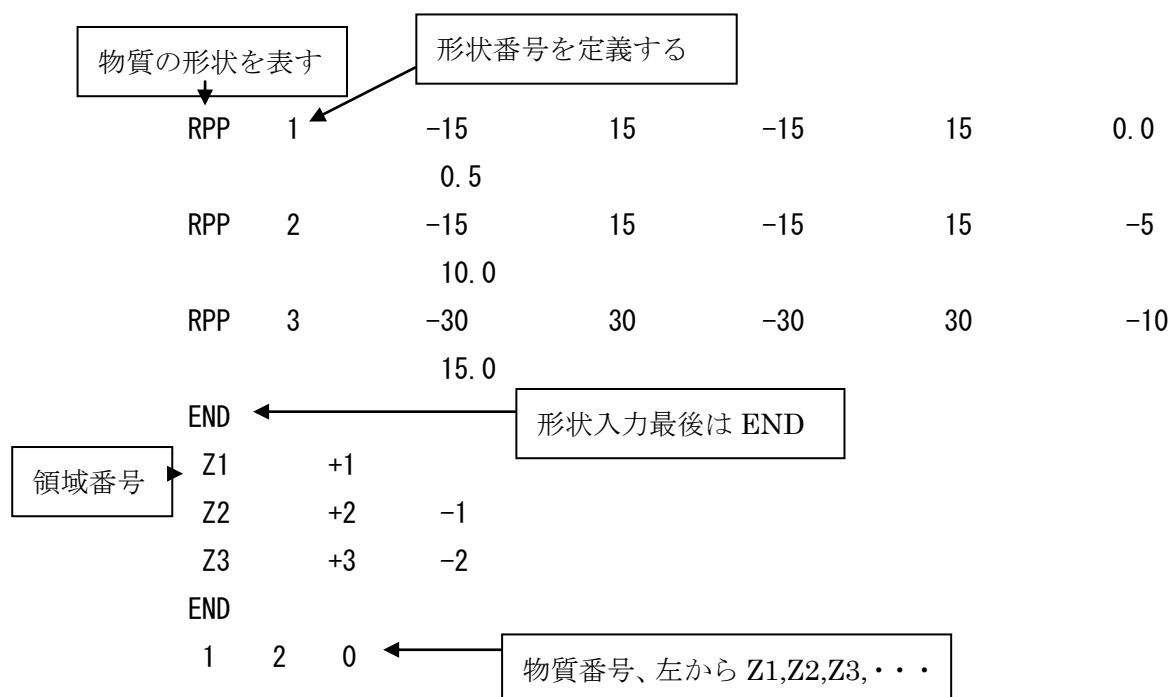 物質の形状を表す
形状番号を定義する
RPP 1 -15 15 -15 15 0.0
0.5
RPP 2 -15 15 -15 15 -5
10.0
RPP 3 -30 30 -30 30 -10
15.0
END
形状入力最後は END
領域番号
Z1 +1
Z2 +2 -1
Z3 +3 -2
END
1 2 0
物質番号、左から Z1,Z2,Z3,・・・